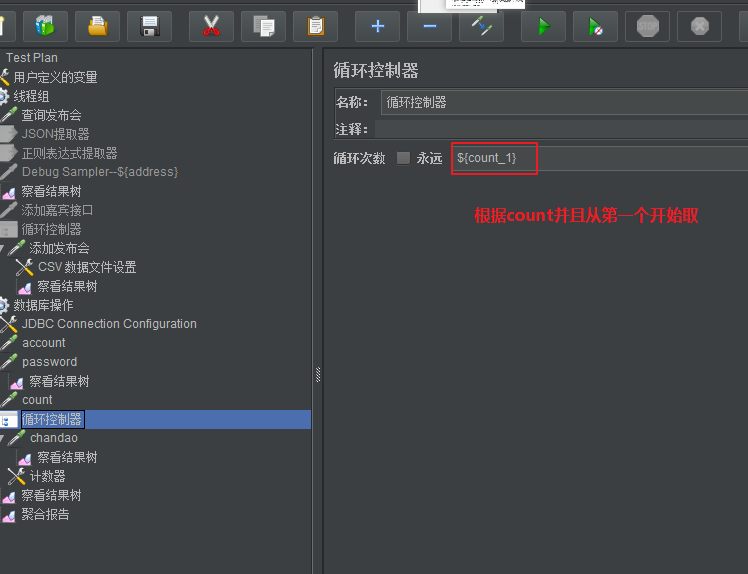 STOP
Test Plan
用户定义的变量
线程组
查询发布会
JSON提取器
正则表达式提取器
Debug Sampler--${address}
察看结果树
添加嘉宾接口
循环控制器
添加发布会
CSV 数据文件设置
察看结果树
数据库操作
JDBC Connection Configuration
account
password
察看结果树
count
循环控制器
chandao
察看结果树
计数器
察看结果树
聚合报告
循环控制器
名称： 循环控制器
注释：
循环次数 永远 ${count_1}
根据count并且从第一个开始取